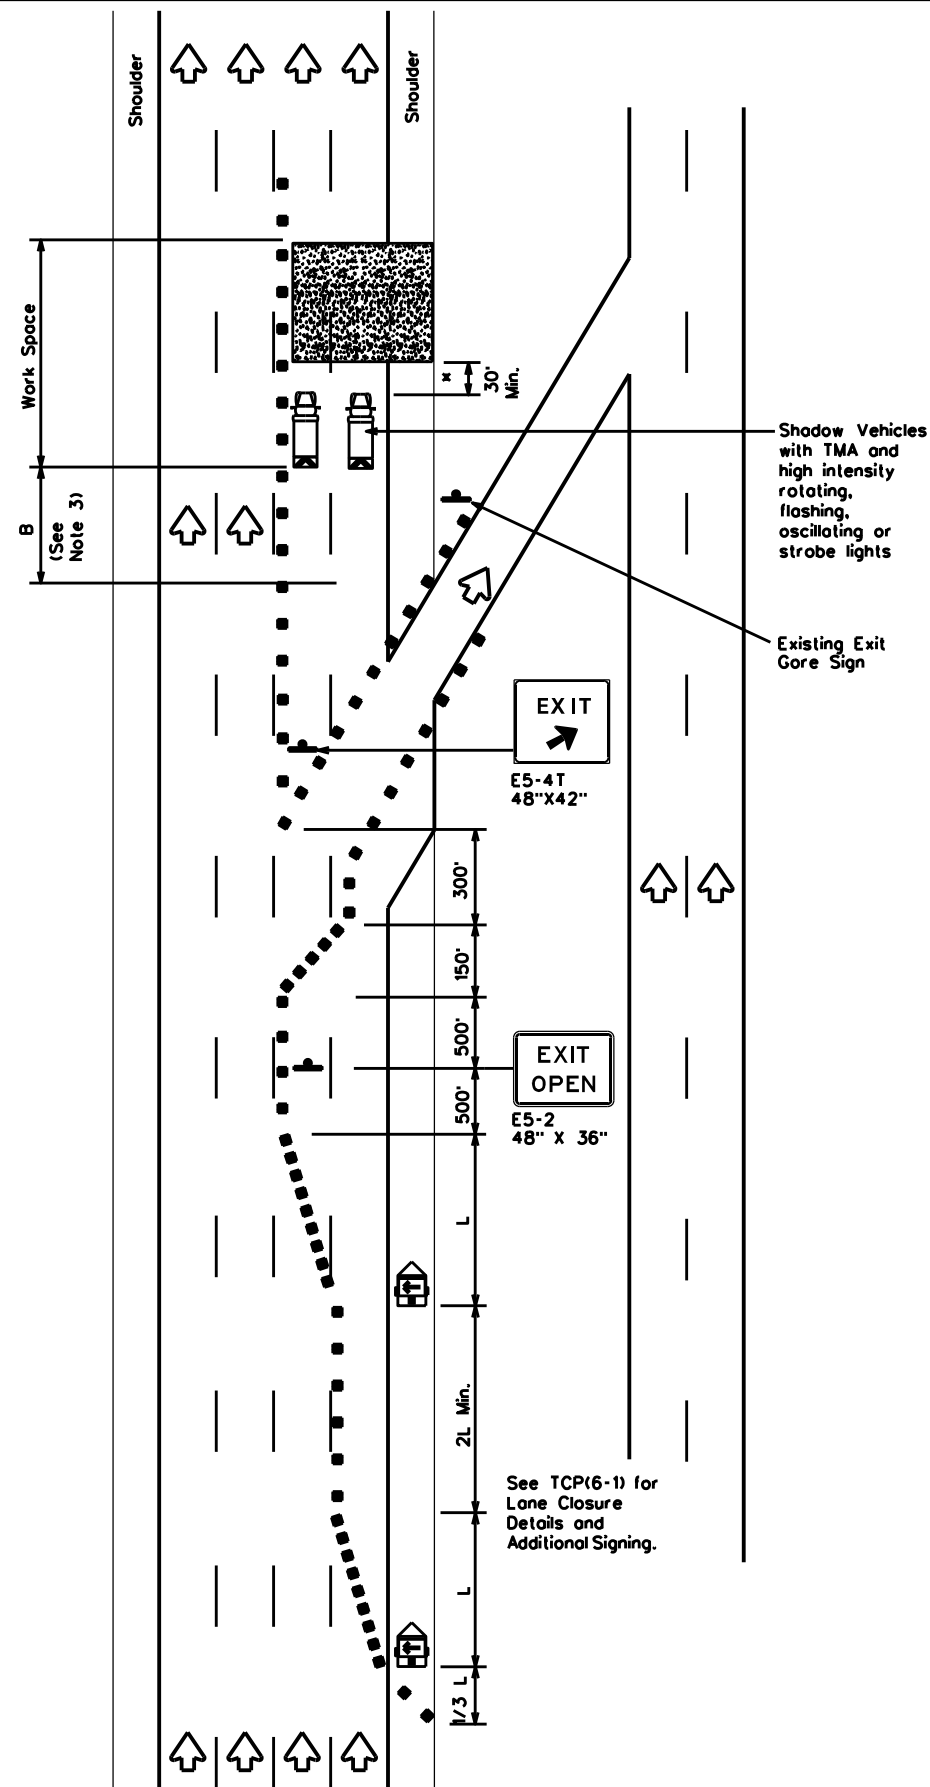 Shoulder
Shoulder
Work Space
x
30'
Min.
Shadow Vehicles
with TMA and
high intensity
rotating,
flashing,
oscillating or
strobe lights
B
(See
Note 3)
Existing Exit
Gore Sign
EXIT
E5-4T
48"X42"
300'
150'
500'
EXIT
OPEN
500'
E5-2
48" X 36"
L
2L Min.
See TCP(6-1) for
Lane Closure
Details and
Additional Signing.
L
1/3 L